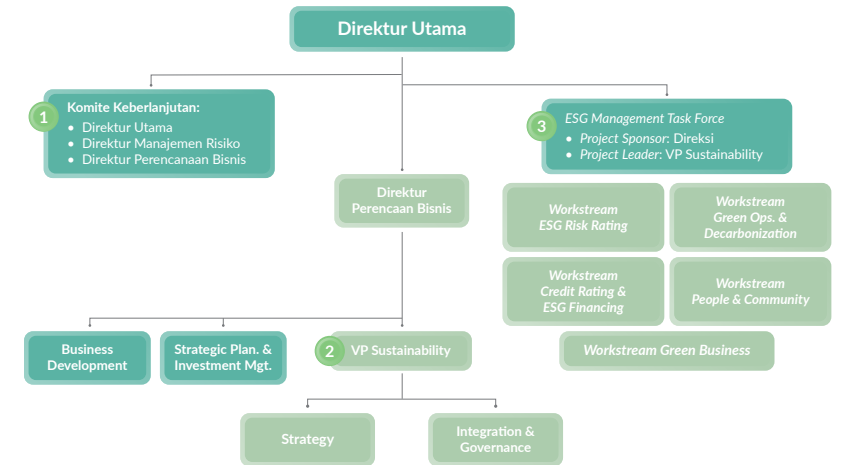 Direktur Utama
1
Komite Keberlanjutan:
• Direktur Utama
• Direktur Manajemen Risiko
• Direktur Perencanaan Bisnis
3
ESG Management Task Force
• Project Sponsor: Direksi
• Project Leader: VP Sustainability
Direktur
Perencaan Bisnis
Workstream
ESG Risk Rating
Workstream
Green Ops. &
Decarbonization
Workstream
Credit Rating &
ESG Financing
Workstream
People & Community
Workstream Green Business
Business
Development
Strategic Plan. &
Investment Mgt.
2
VP Sustainability
Strategy
Integration &
Governance